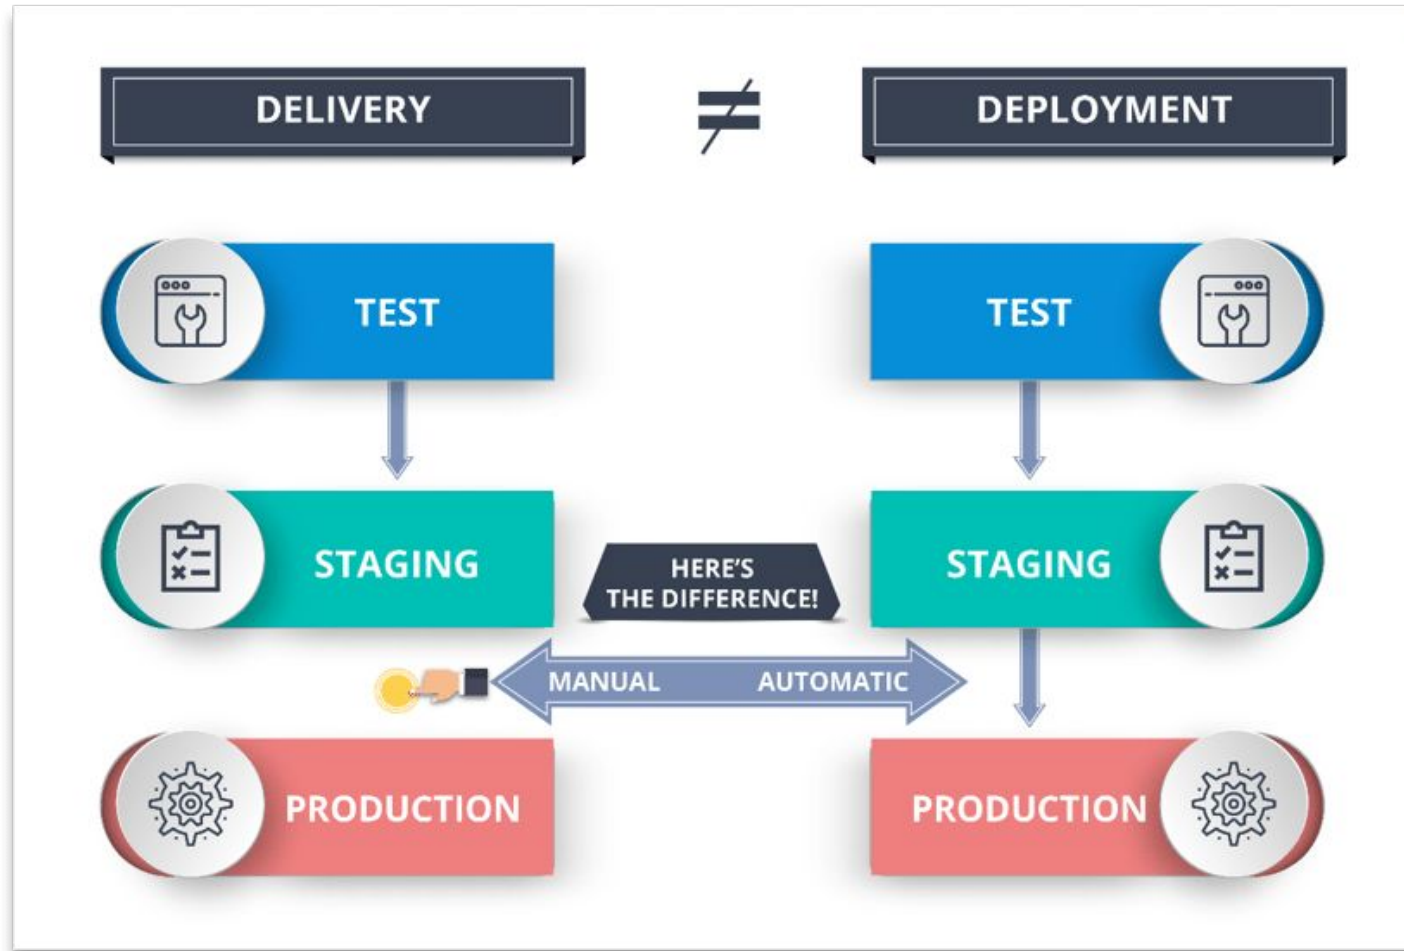 DELIVERY
≠
DEPLOYMENT
TEST
TEST
STAGING
HERE'S
THE DIFFERENCE!
STAGING
MANUAL
AUTOMATIC
PRODUCTION
PRODUCTION